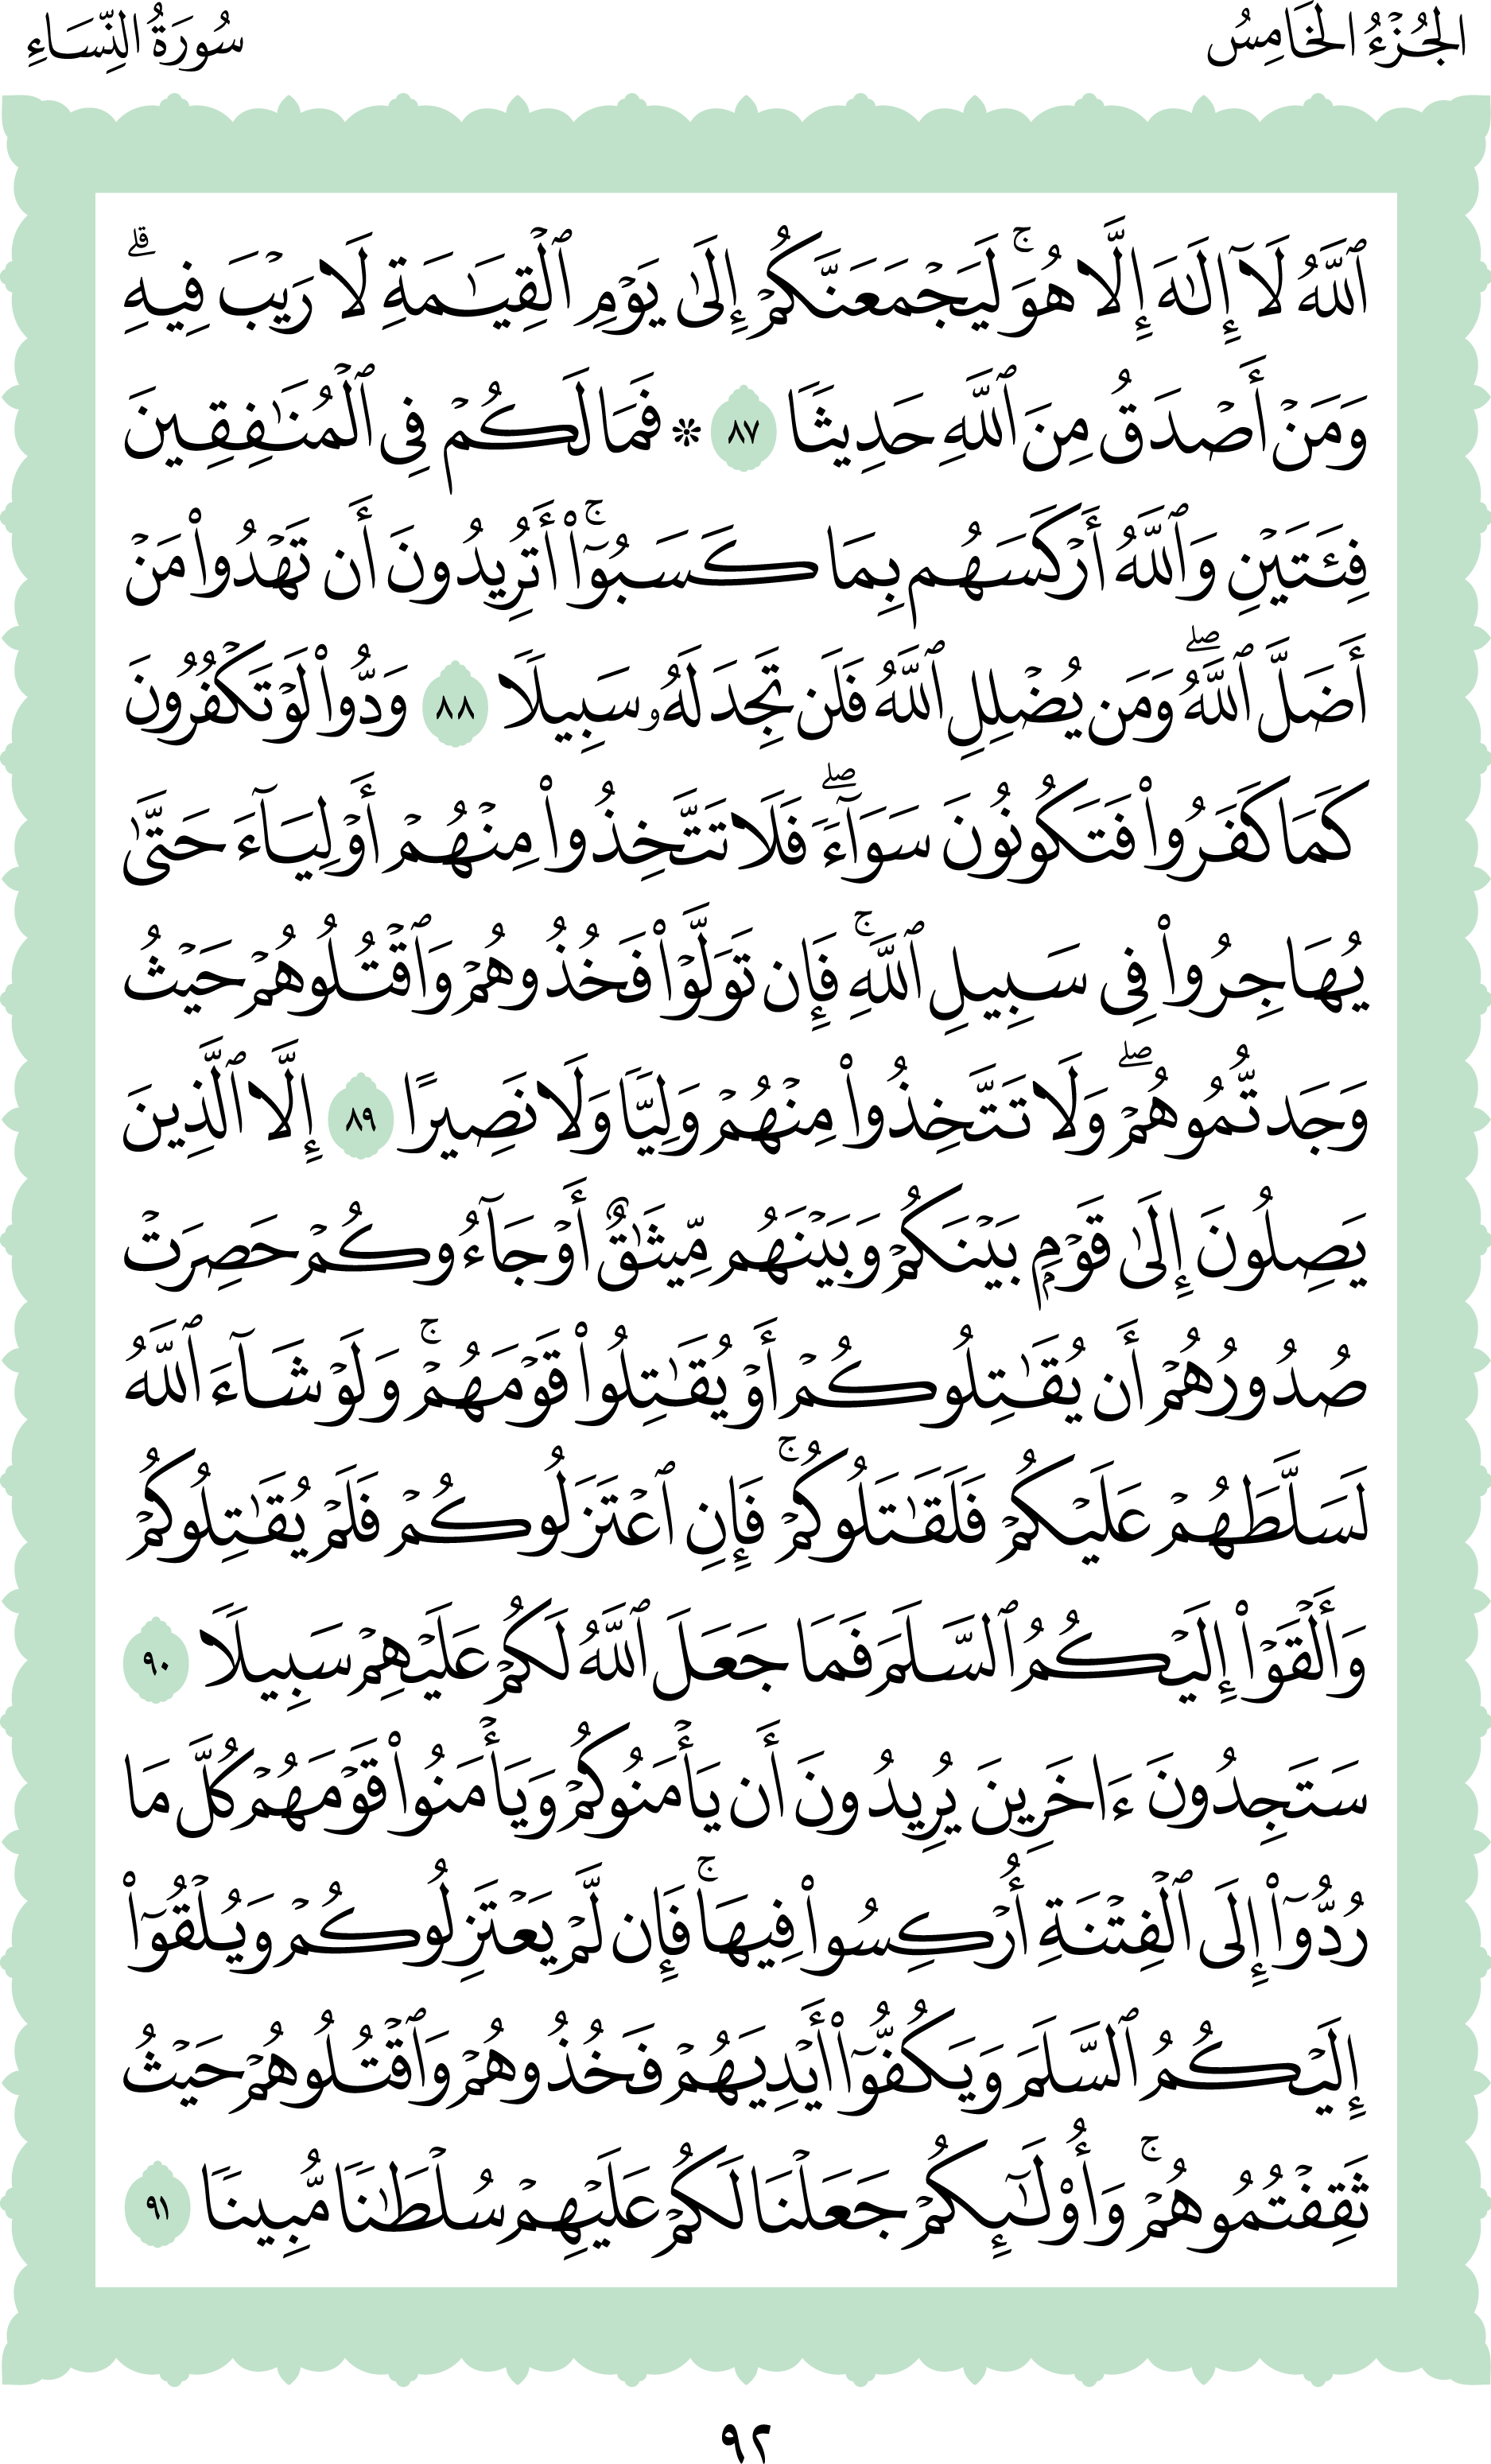 الجُزْءُ الخَامِسُ
سُورَةُ النِّسَاءِ
ٱللَّهُ لَآ إِلَٰهَ إِلَّا هُوَۚ لَيَجۡمَعَنَّكُمۡ إِلَىٰ يَوۡمِ ٱلۡقِيَٰمَةِ لَا رَيۡبَ فِيهِۗ
وَمَنۡ أَصۡدَقُ مِنَ ٱللَّهِ حَدِيثٗا ٨٧ ۞ فَمَا لَكُمۡ فِي ٱلۡمُنَٰفِقِينَ
فِئَتَيۡنِ وَٱللَّهُ أَرۡكَسَهُم بِمَا كَسَبُوٓاْۚ أَتُرِيدُونَ أَن تَهۡدُواْ مَنۡ
أَضَلَّ ٱللَّهُۖ وَمَن يُضۡلِلِ ٱللَّهُ فَلَن تَجِدَ لَهُۥ سَبِيلٗا ٨٨ وَدُّواْ لَوۡ تَكۡفُرُونَ
كَمَا كَفَرُواْ فَتَكُونُونَ سَوَآءٗۖ فَلَا تَتَّخِذُواْ مِنۡهُمۡ أَوۡلِيَآءَ حَتَّىٰ
يُهَاجِرُواْ فِي سَبِيلِ ٱللَّهِۚ فَإِن تَوَلَّوۡاْ فَخُذُوهُمۡ وَٱقۡتُلُوهُمۡ حَيۡثُ
وَجَدتُّمُوهُمۡۖ وَلَا تَتَّخِذُواْ مِنۡهُمۡ وَلِيّٗا وَلَا نَصِيرًا ٨٩ إِلَّا ٱلَّذِينَ
يَصِلُونَ إِلَىٰ قَوۡمِۭ بَيۡنَكُمۡ وَبَيۡنَهُم مِّيثَٰقٌ أَوۡ جَآءُوكُمۡ حَصِرَتۡ
صُدُورُهُمۡ أَن يُقَٰتِلُوكُمۡ أَوۡ يُقَٰتِلُواْ قَوۡمَهُمۡۚ وَلَوۡ شَآءَ ٱللَّهُ
لَسَلَّطَهُمۡ عَلَيۡكُمۡ فَلَقَٰتَلُوكُمۡۚ فَإِنِ ٱعۡتَزَلُوكُمۡ فَلَمۡ يُقَٰتِلُوكُمۡ
وَأَلۡقَوۡاْ إِلَيۡكُمُ ٱلسَّلَمَ فَمَا جَعَلَ ٱللَّهُ لَكُمۡ عَلَيۡهِمۡ سَبِيلٗا ٩٠
سَتَجِدُونَ ءَاخَرِينَ يُرِيدُونَ أَن يَأۡمَنُوكُمۡ وَيَأۡمَنُواْ قَوۡمَهُمۡ كُلَّ مَا
رُدُّوٓاْ إِلَى ٱلۡفِتۡنَةِ أُرۡكِسُواْ فِيهَاۚ فَإِن لَّمۡ يَعۡتَزِلُوكُمۡ وَيُلۡقُوٓاْ
إِلَيۡكُمُ ٱلسَّلَمَ وَيَكُفُّوٓاْ أَيۡدِيَهُمۡ فَخُذُوهُمۡ وَٱقۡتُلُوهُمۡ حَيۡثُ
ثَقِفۡتُمُوهُمۡۚ وَأُوْلَٰٓئِكُمۡ جَعَلۡنَا لَكُمۡ عَلَيۡهِمۡ سُلۡطَٰنٗا مُّبِينٗا ٩١
٩٢